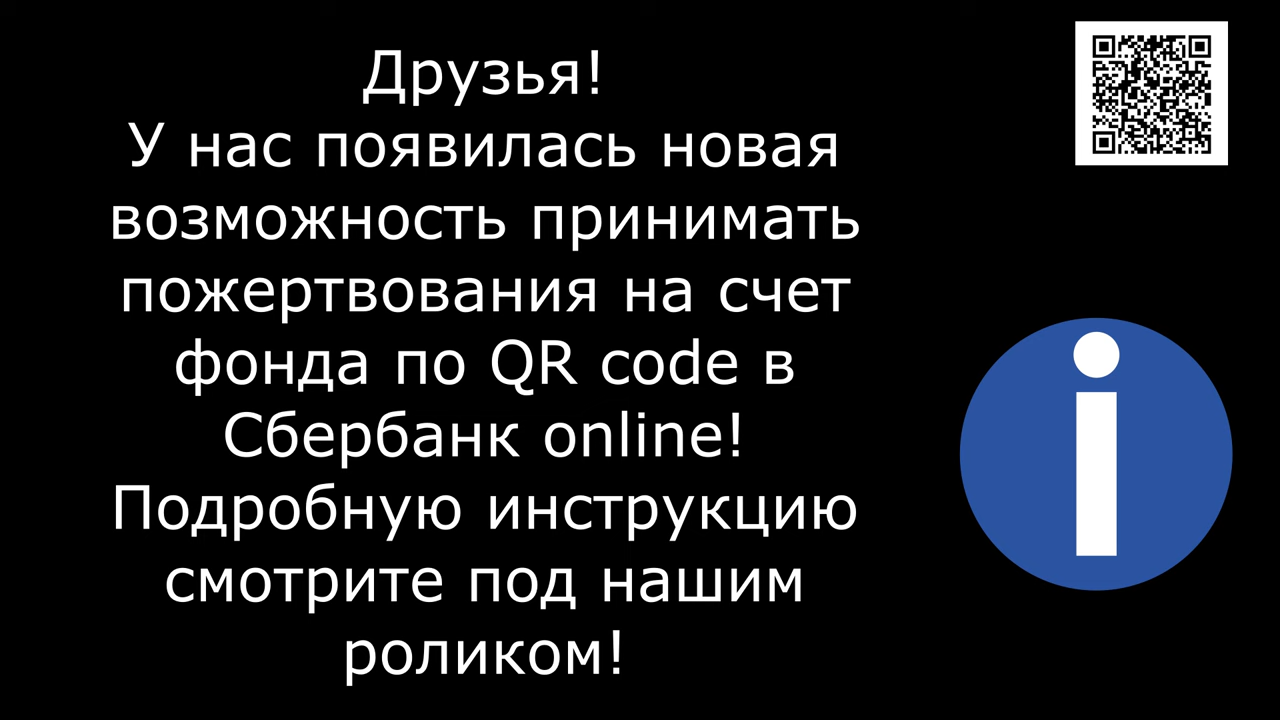 Друзья!
У нас появилась новая
возможность принимать
пожертвования на счет
фонда по QR code в
Сбербанк online!
Подробную инструкцию
смотрите под нашим
роликом!